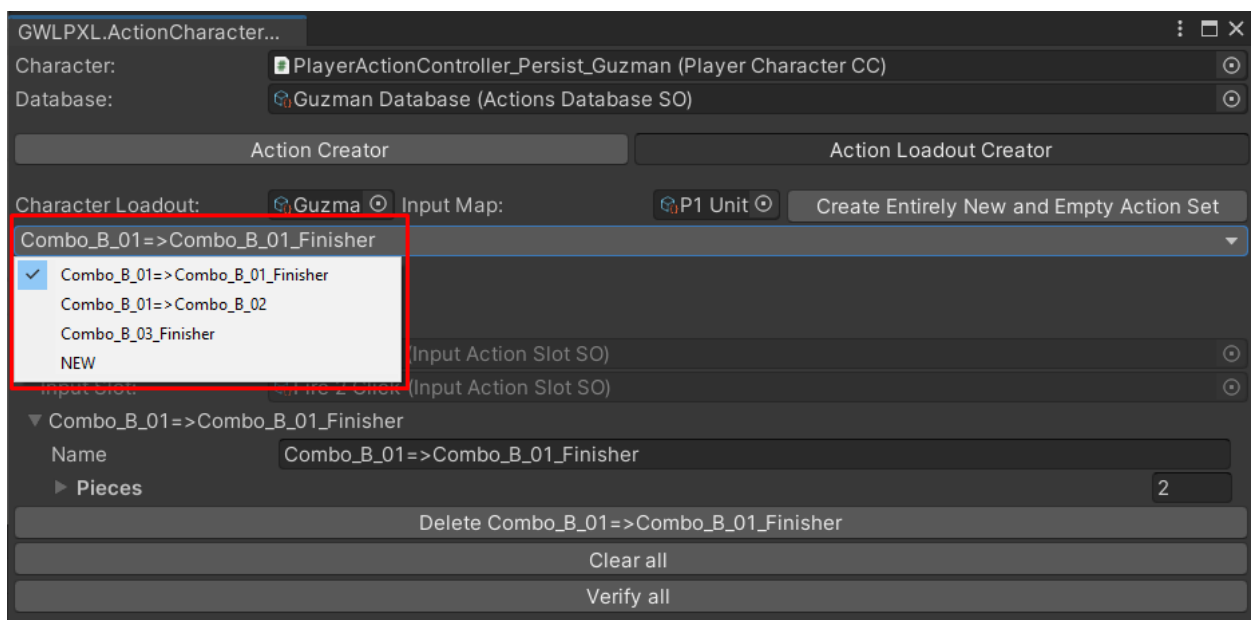 GWLPXL.ActionCharacter...
Character: PlayerActionController_Persist_Guzman (Player Character CC)
Database: Guzman Database (Actions Database SO)
Action Creator Action Loadout Creator
Character Loadout: Guzma Input Map: P1 Unit Create Entirely New and Empty Action Set
Combo_B_01=>Combo_B_01_Finisher
Combo_B_01=>Combo_B_01_Finisher
Combo_B_01=>Combo_B_02
Combo_B_03_Finisher
NEW
(Input Action Slot SO)
Input Slot: Fire 2 Click (Input Action Slot SO)
Combo_B_01=>Combo_B_01_Finisher
Name Combo_B_01=>Combo_B_01_Finisher
Pieces 2
Delete Combo_B_01=>Combo_B_01_Finisher
Clear all
Verify all